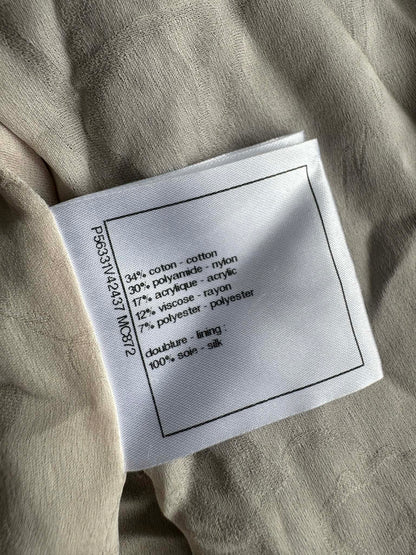 P56331V42437 MC872
34% coton - cotton
30% polyamide - nylon
17% acrylique - acrylic
12% viscose - rayon
7% polyester - polyester
doublure - lining :
100% soie - silk